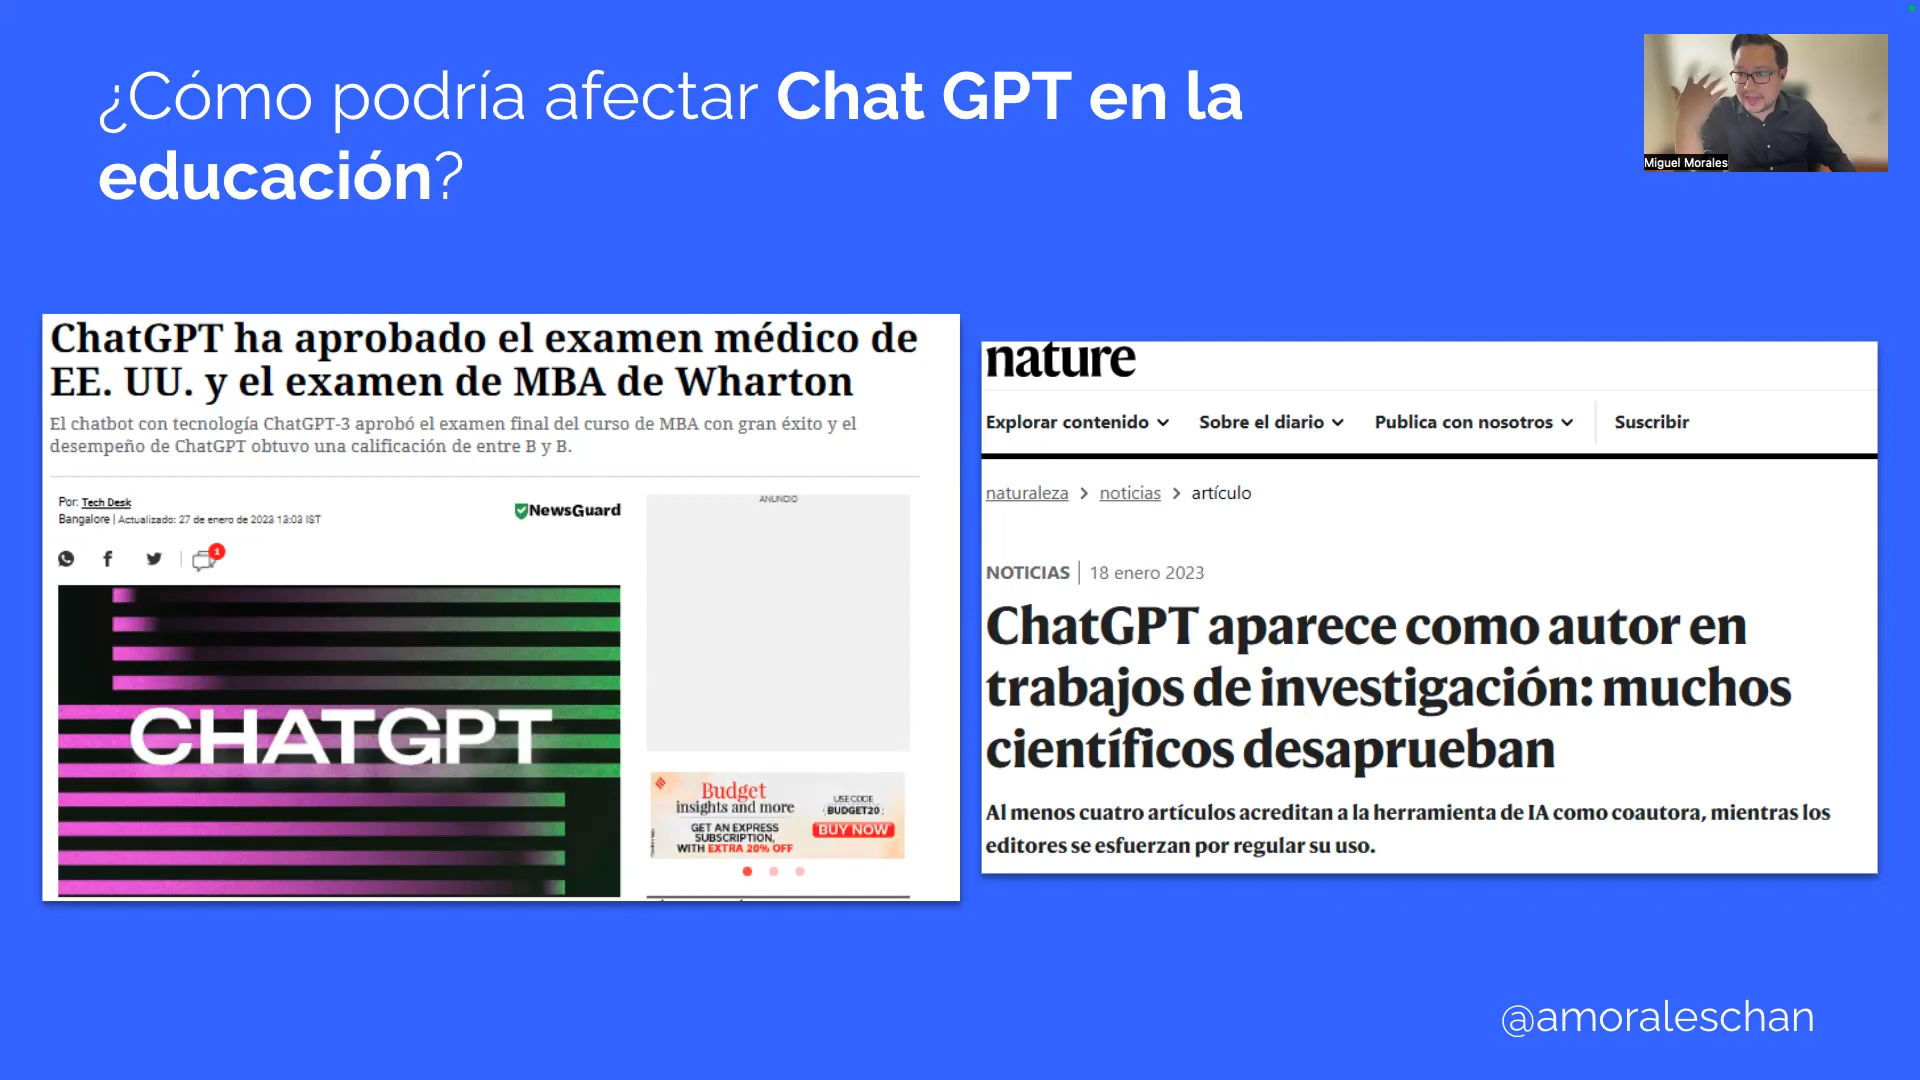 ¿Cómo podría afectar Chat GPT en la
educación?
Miguel Morales
ChatGPT ha aprobado el examen médico de
EE. UU. y el examen de MBA de Wharton
El chatbot con tecnología ChatGPT-3 aprobó el examen final del curso de MBA con gran éxito y el
desempeño de ChatGPT obtuvo una calificación de entre B y B.
Por: Tech Desk
Bangalore | Actualizado: 27 de enero de 2023 13:03 IST
NewsGuard
1
CHATGPT
ANUNCIO
Budget
insights and more
GET AN EXPRESS
SUBSCRIPTION,
WITH EXTRA 20% OFF
USE CODE
BUDGET20
BUY NOW
nature
Explorar contenido Sobre el diario Publica con nosotros Suscribir
naturaleza > noticias > artículo
NOTICIAS | 18 enero 2023
ChatGPT aparece como autor en
trabajos de investigación: muchos
científicos desaprueban
Al menos cuatro artículos acreditan a la herramienta de IA como coautora, mientras los
editores se esfuerzan por regular su uso.
@amoraleschan